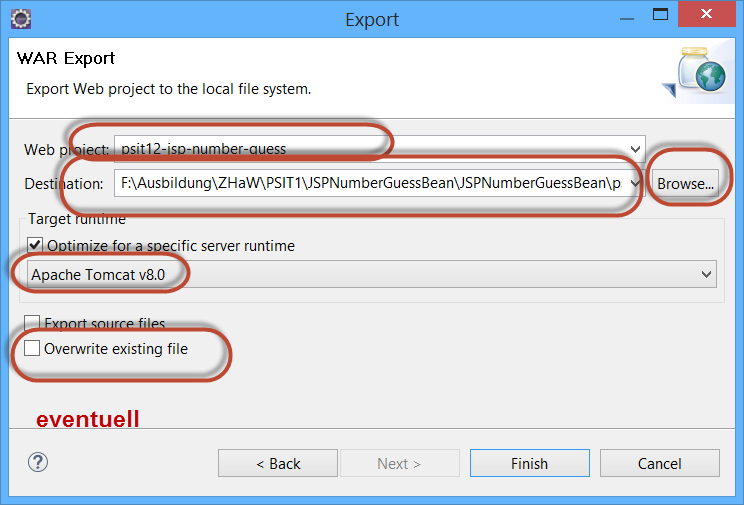 Export
WAR Export
Export Web project to the local file system.
Web project: psit12-jsp-number-guess
Destination: F:\Ausbildung\ZHaW\PSIT1\JSPNumberGuessBean\JSPNumberGuessBean\ps Browse...
Target runtime
Optimize for a specific server runtime
Apache Tomcat v8.0
Export source files
Overwrite existing file
eventuell
? < Back Next > Finish Cancel